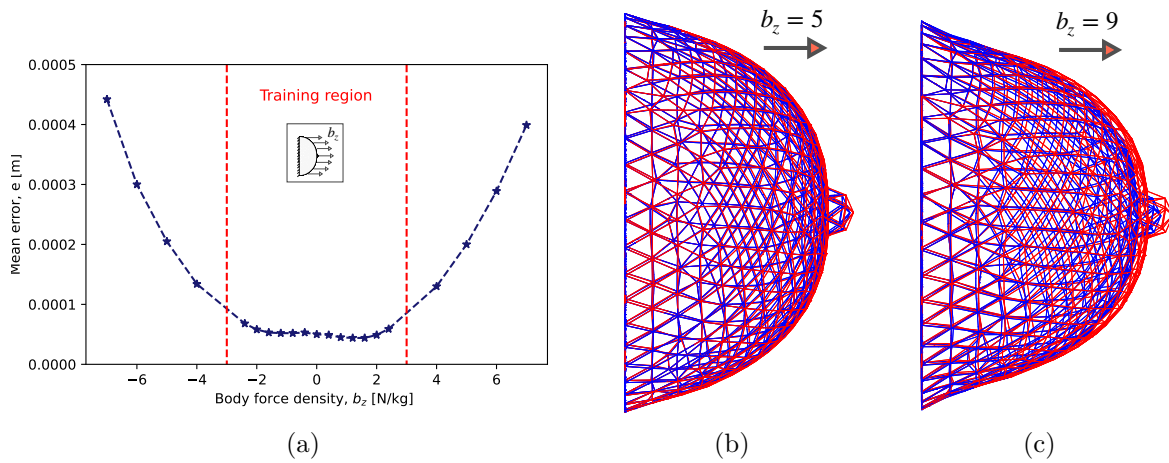 0.0005
0.0004
0.0003
0.0002
0.0001
0.0000
Mean error, e [m]
Training region
b_z
−6 −4 −2 0 2 4 6
Body force density, b_z [N/kg]
(a)
b_z = 5
(b)
b_z = 9
(c)